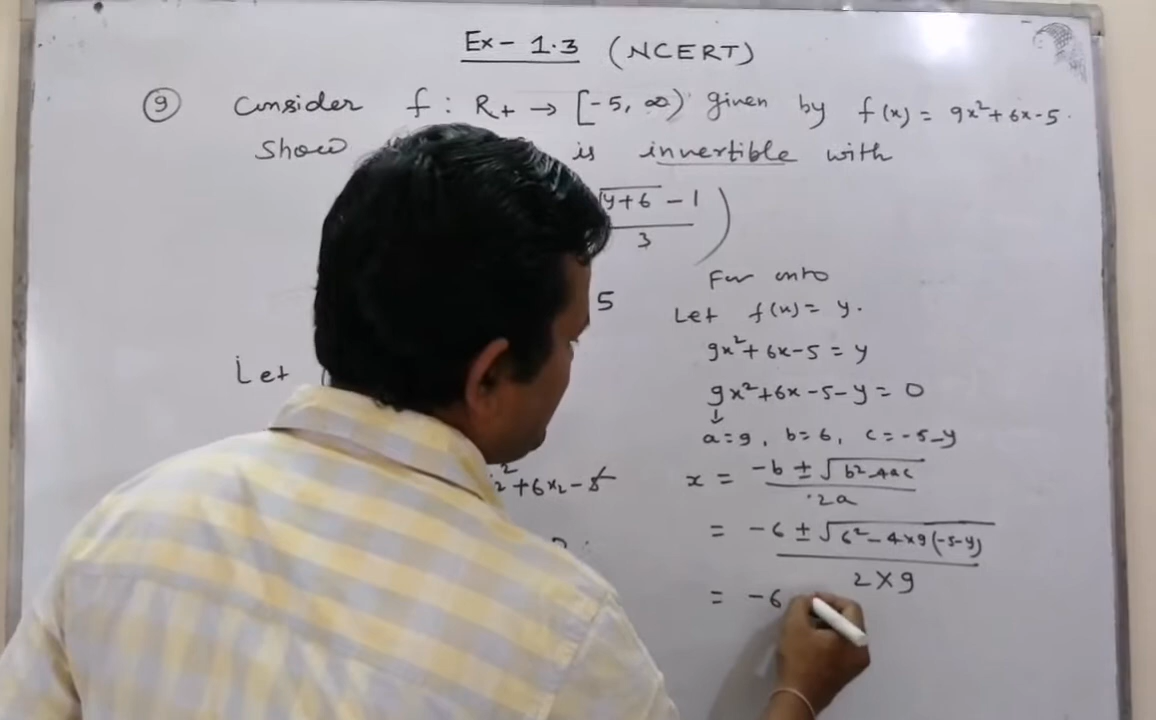 Ex- 1.3 (NCERT)
9 Consider f : R+ → [-5, ∞) given by f(x) = 9x²+6x-5.
Show is invertible with
√y+6 - 1 )
3
5
Let (
+6x₂-5
For onto
Let f(x) = y.
9x²+6x-5 = y
9x²+6x-5-y = 0
↓
a=9, b=6, c=-5-y
x = -b ± √b²-4ac
2a
= -6 ± √6²-4×9(-5-y)
2×9
= -6